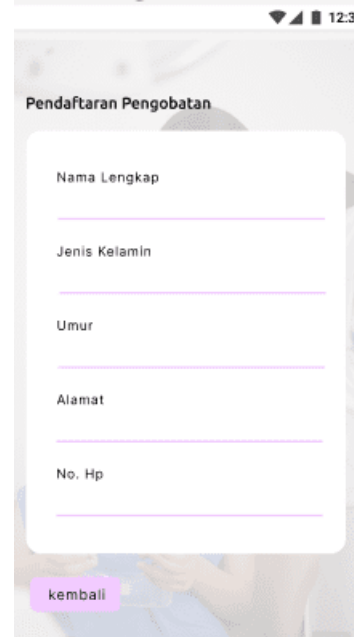 12:3
Pendaftaran Pengobatan
Nama Lengkap
Jenis Kelamin
Umur
Alamat
No. Hp
kembali